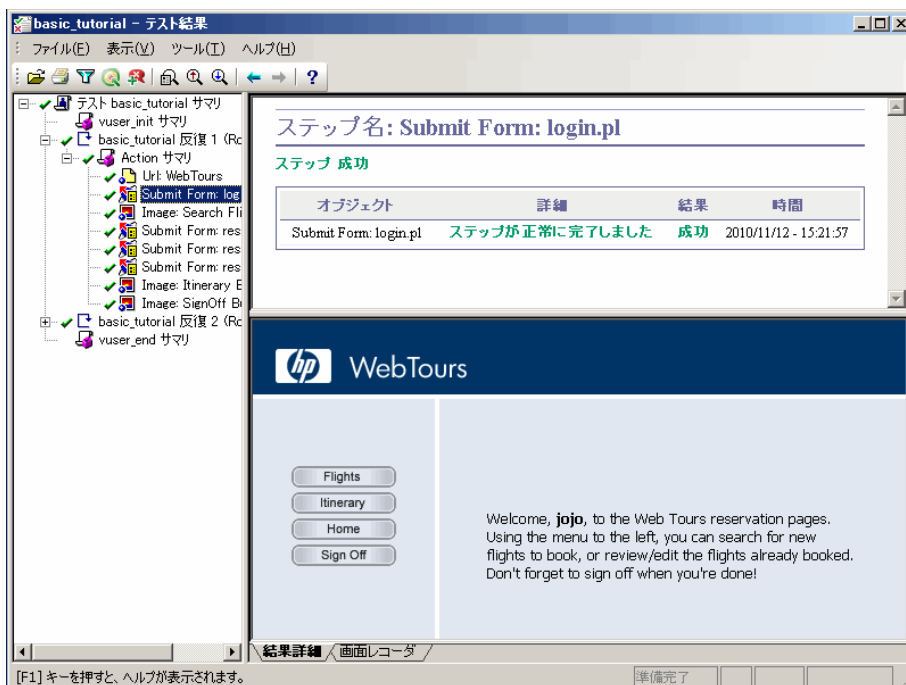 basic_tutorial - テスト結果
ファイル(F) 表示(V) ツール(T) ヘルプ(H)
テスト basic_tutorial サマリ
vuser_init サマリ
basic_tutorial 反復 1 (Rc
Action サマリ
Url: WebTours
Submit Form: log
Image: Search Fli
Submit Form: res
Submit Form: res
Submit Form: res
Image: Itinerary E
Image: SignOff B
basic_tutorial 反復 2 (Rc
vuser_end サマリ
ステップ名: Submit Form: login.pl
ステップ 成功
オブジェクト 詳細 結果 時間
Submit Form: login.pl ステップが正常に完了しました 成功 2010/11/12 - 15:21:57
hp WebTours
Flights
Itinerary
Home
Sign Off
Welcome, jojo, to the Web Tours reservation pages.
Using the menu to the left, you can search for new
flights to book, or review/edit the flights already booked.
Don't forget to sign off when you're done!
結果詳細 画面レコーダ
[F1] キーを押すと、ヘルプが表示されます。 準備完了